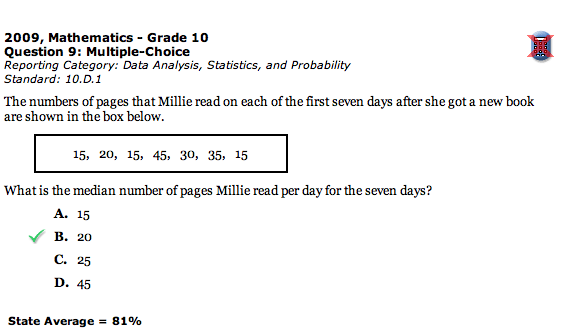 2009, Mathematics - Grade 10
Question 9: Multiple-Choice
Reporting Category: Data Analysis, Statistics, and Probability
Standard: 10.D.1
The numbers of pages that Millie read on each of the first seven days after she got a new book
are shown in the box below.
15, 20, 15, 45, 30, 35, 15
What is the median number of pages Millie read per day for the seven days?
A. 15
B. 20
C. 25
D. 45
State Average = 81%